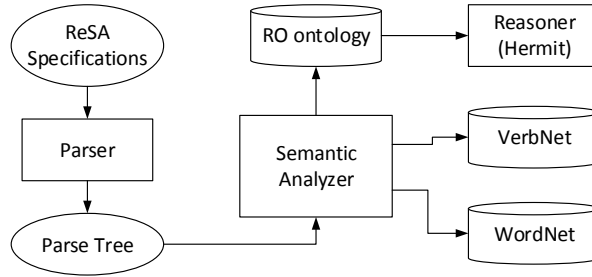 ReSA
Specifications
Parser
Parse Tree
RO ontology
Semantic
Analyzer
Reasoner
(Hermit)
VerbNet
WordNet